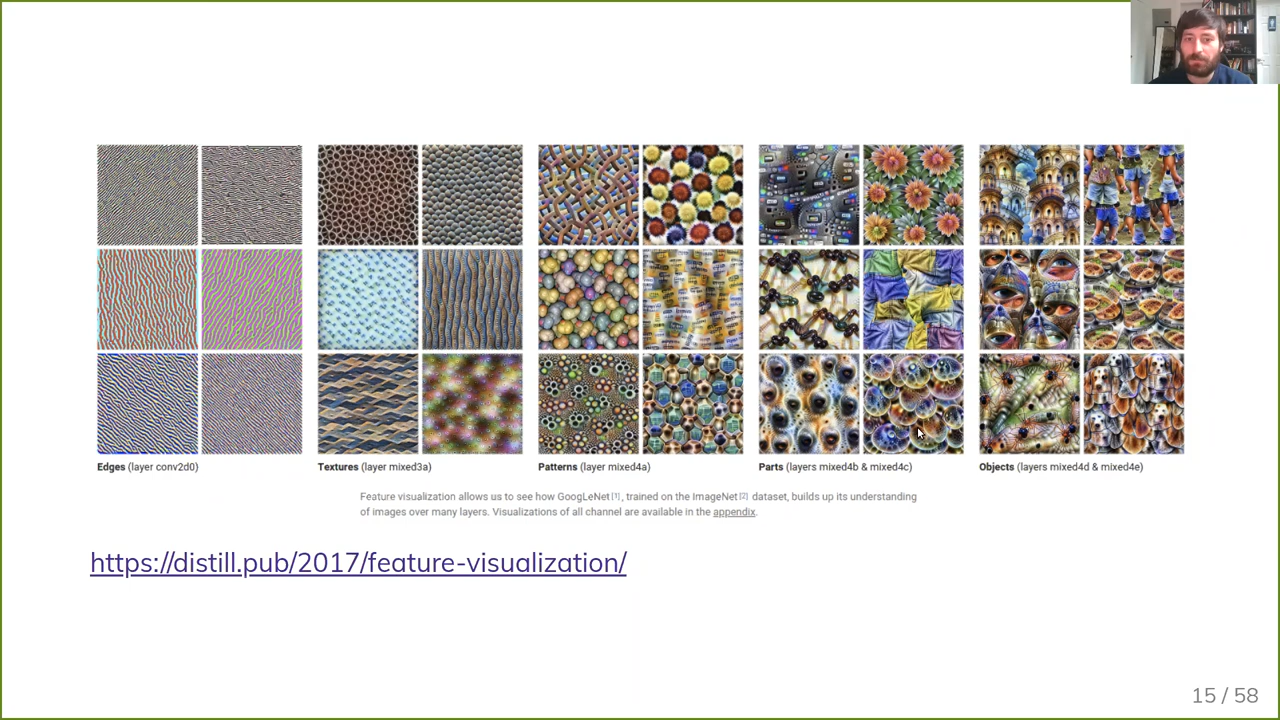 Edges (layer conv2d0)
Textures (layer mixed3a)
Patterns (layer mixed4a)
Parts (layers mixed4b & mixed4c)
Objects (layers mixed4d & mixed4e)
Feature visualization allows us to see how GoogLeNet[1], trained on the ImageNet[2] dataset, builds up its understanding
of images over many layers. Visualizations of all channel are available in the appendix.
https://distill.pub/2017/feature-visualization/
15 / 58